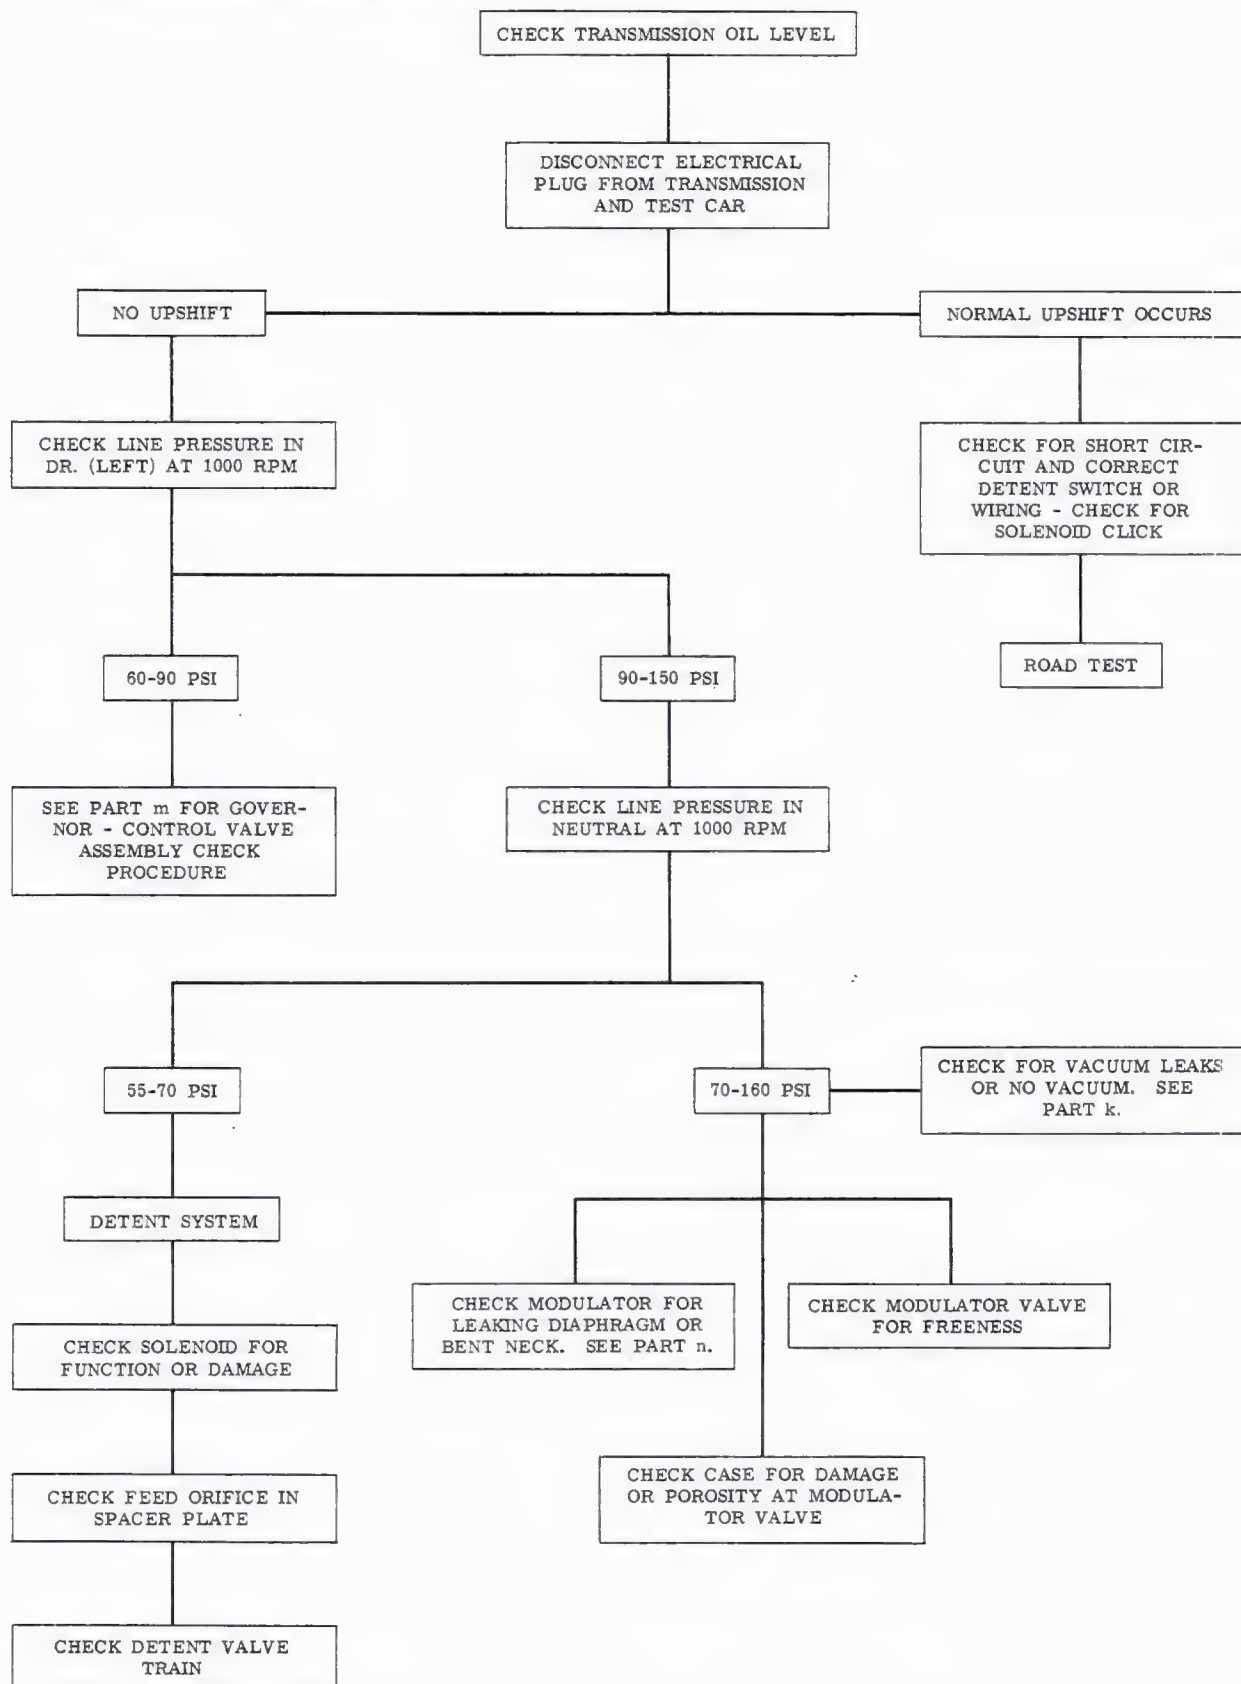 CHECK TRANSMISSION OIL LEVEL
DISCONNECT ELECTRICAL
PLUG FROM TRANSMISSION
AND TEST CAR
NO UPSHIFT
NORMAL UPSHIFT OCCURS
CHECK LINE PRESSURE IN
DR. (LEFT) AT 1000 RPM
CHECK FOR SHORT CIR-
CUIT AND CORRECT
DETENT SWITCH OR
WIRING - CHECK FOR
SOLENOID CLICK
60-90 PSI
90-150 PSI
ROAD TEST
SEE PART m FOR GOVER-
NOR - CONTROL VALVE
ASSEMBLY CHECK
PROCEDURE
CHECK LINE PRESSURE IN
NEUTRAL AT 1000 RPM
55-70 PSI
70-160 PSI
CHECK FOR VACUUM LEAKS
OR NO VACUUM. SEE
PART k.
DETENT SYSTEM
CHECK MODULATOR FOR
LEAKING DIAPHRAGM OR
BENT NECK. SEE PART n.
CHECK MODULATOR VALVE
FOR FREENESS
CHECK SOLENOID FOR
FUNCTION OR DAMAGE
CHECK CASE FOR DAMAGE
OR POROSITY AT MODULA-
TOR VALVE
CHECK FEED ORIFICE IN
SPACER PLATE
CHECK DETENT VALVE
TRAIN